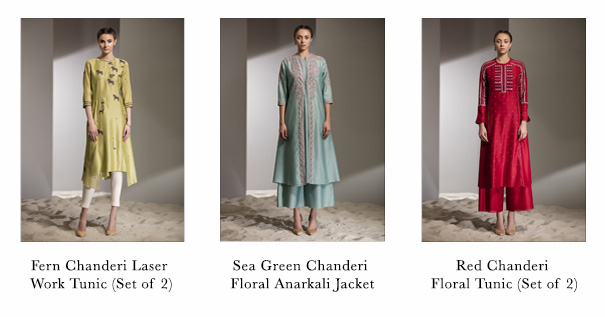 Fern Chanderi Laser
Work Tunic (Set of 2)
Sea Green Chanderi
Floral Anarkali Jacket
Red Chanderi
Floral Tunic (Set of 2)